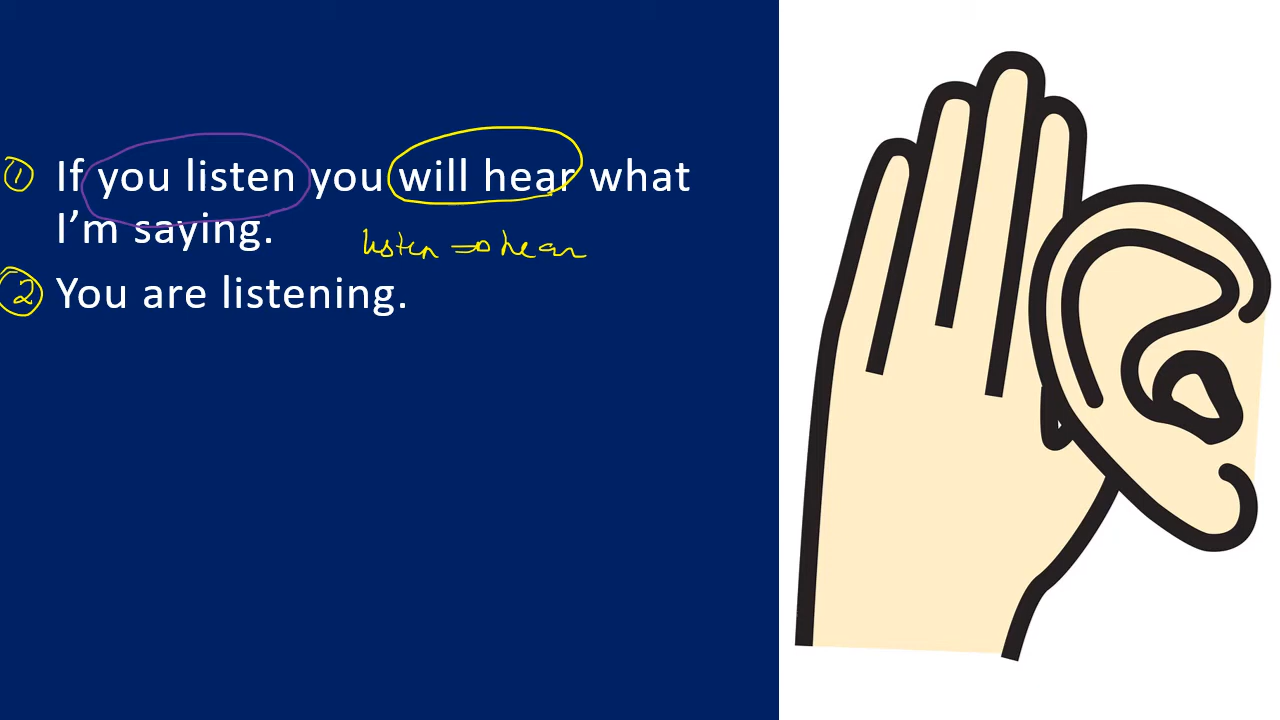 ① If you listen you will hear what
I’m saying.
listen ⇒ hear
② You are listening.